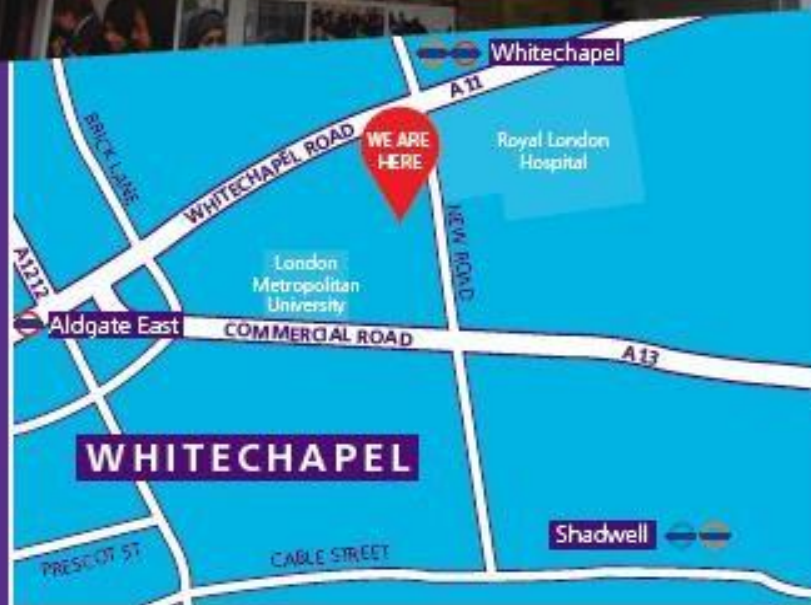 Whitechapel
A11
WE ARE
HERE
Royal London
Hospital
BRICK LANE
WHITECHAPEL ROAD
NEW ROAD
A1212
London
Metropolitan
University
Aldgate East
COMMERCIAL ROAD
A13
WHITECHAPEL
Shadwell
PRESCOT ST
CABLE STREET